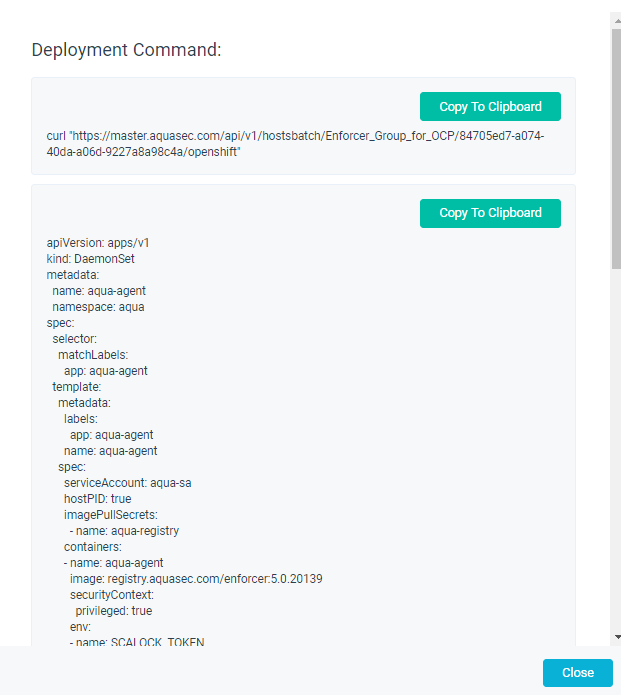 Deployment Command:
Copy To Clipboard
curl "https://master.aquasec.com/api/v1/hostsbatch/Enforcer_Group_for_OCP/84705ed7-a074-
40da-a06d-9227a8a98c4a/openshift"
Copy To Clipboard
apiVersion: apps/v1
kind: DaemonSet
metadata:
  name: aqua-agent
  namespace: aqua
spec:
  selector:
    matchLabels:
      app: aqua-agent
  template:
    metadata:
      labels:
        app: aqua-agent
      name: aqua-agent
    spec:
      serviceAccount: aqua-sa
      hostPID: true
      imagePullSecrets:
        - name: aqua-registry
      containers:
      - name: aqua-agent
        image: registry.aquasec.com/enforcer:5.0.20139
        securityContext:
          privileged: true
        env:
        - name: SCALOCK_TOKEN
Close